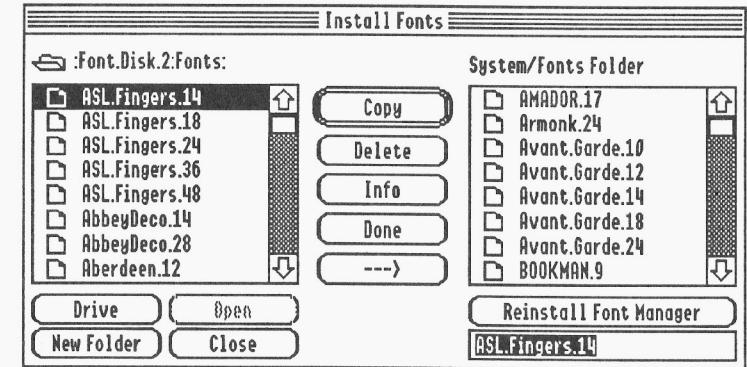 Install Fonts
:Font.Disk.2:Fonts:
ASL.Fingers.14
ASL.Fingers.18
ASL.Fingers.24
ASL.Fingers.36
ASL.Fingers.48
AbbeyDeco.14
AbbeyDeco.28
Aberdeen.12
Drive
Open
New Folder
Close
Copy
Delete
Info
Done
--->
System/Fonts Folder
AMADOR.17
Armonk.24
Avant.Garde.10
Avant.Garde.12
Avant.Garde.14
Avant.Garde.18
Avant.Garde.24
BOOKMAN.9
Reinstall Font Manager
ASL.Fingers.14